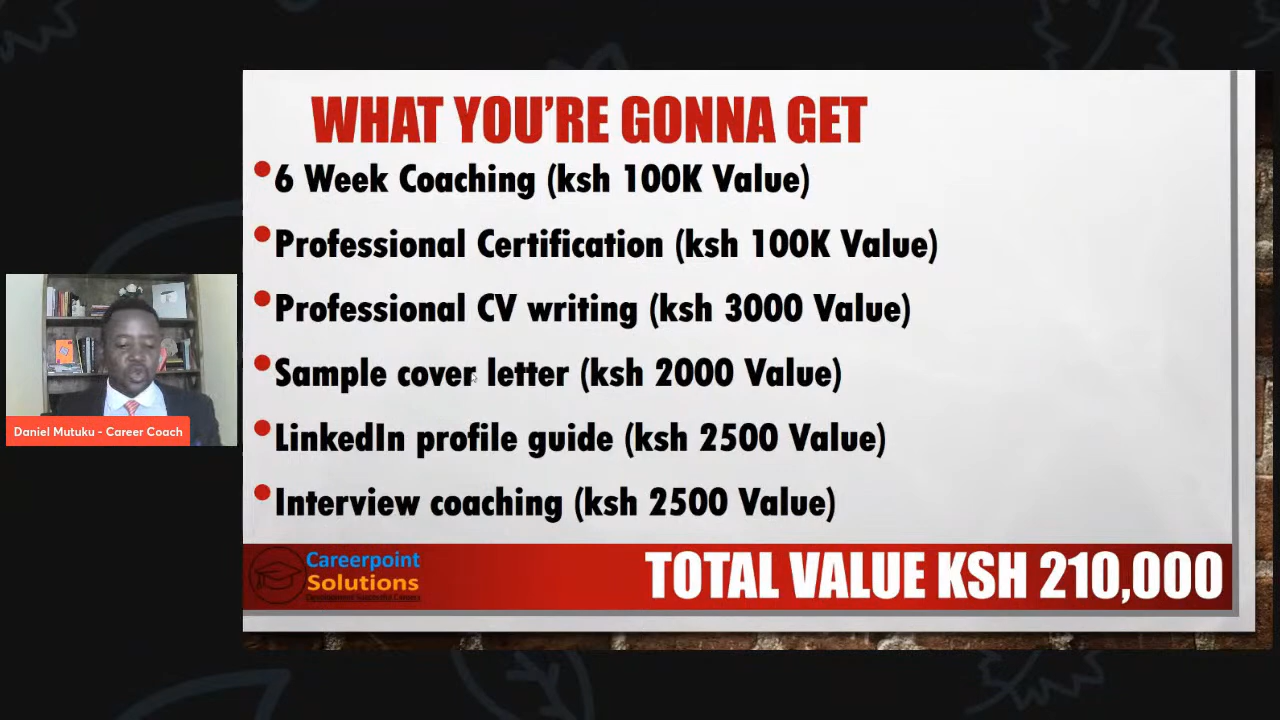 WHAT YOU'RE GONNA GET
•6 Week Coaching (ksh 100K Value)
•Professional Certification (ksh 100K Value)
•Professional CV writing (ksh 3000 Value)
•Sample cover letter (ksh 2000 Value)
•LinkedIn profile guide (ksh 2500 Value)
•Interview coaching (ksh 2500 Value)
Daniel Mutuku - Career Coach
Careerpoint
Solutions
TOTAL VALUE KSH 210,000